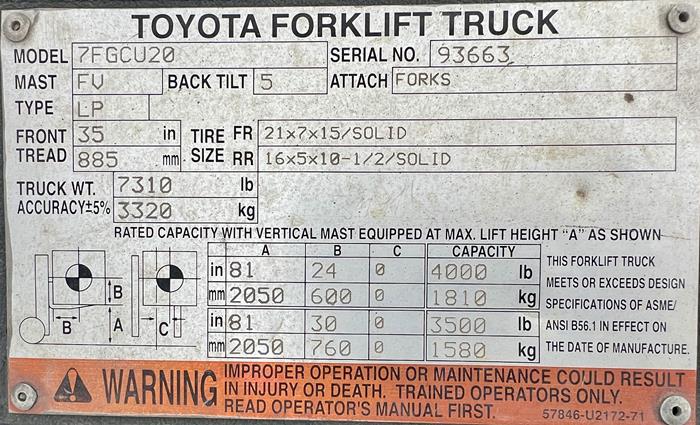 TOYOTA FORKLIFT TRUCK
MODEL 7FGCU20 SERIAL NO. 93663
MAST FV BACK TILT 5 ATTACH FORKS
TYPE LP
FRONT TREAD 35 in TIRE SIZE FR 21x7x15/SOLID
885 mm RR 16x5x10-1/2/SOLID
TRUCK WT. 7310 lb
ACCURACY±5% 3320 kg
RATED CAPACITY WITH VERTICAL MAST EQUIPPED AT MAX. LIFT HEIGHT "A" AS SHOWN
A B C CAPACITY
in 81 24 0 4000 lb
mm 2050 600 0 1810 kg
in 81 30 0 3500 lb
mm 2050 760 0 1580 kg
B
B A C
THIS FORKLIFT TRUCK
MEETS OR EXCEEDS DESIGN
SPECIFICATIONS OF ASME/
ANSI B56.1 IN EFFECT ON
THE DATE OF MANUFACTURE.
WARNING
IMPROPER OPERATION OR MAINTENANCE COULD RESULT
IN INJURY OR DEATH. TRAINED OPERATORS ONLY.
READ OPERATOR'S MANUAL FIRST. 57846-U2172-71